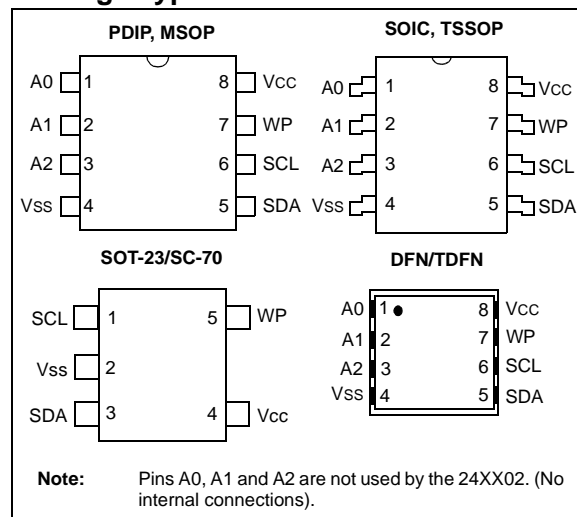 PDIP, MSOP
A0 1 8 VCC
A1 2 7 WP
A2 3 6 SCL
VSS 4 5 SDA
SOIC, TSSOP
A0 1 8 VCC
A1 2 7 WP
A2 3 6 SCL
VSS 4 5 SDA
SOT-23/SC-70
SCL 1 5 WP
Vss 2
SDA 3 4 Vcc
DFN/TDFN
A0 1 8 VCC
A1 2 7 WP
A2 3 6 SCL
VSS 4 5 SDA
Note: Pins A0, A1 and A2 are not used by the 24XX02. (No
internal connections).